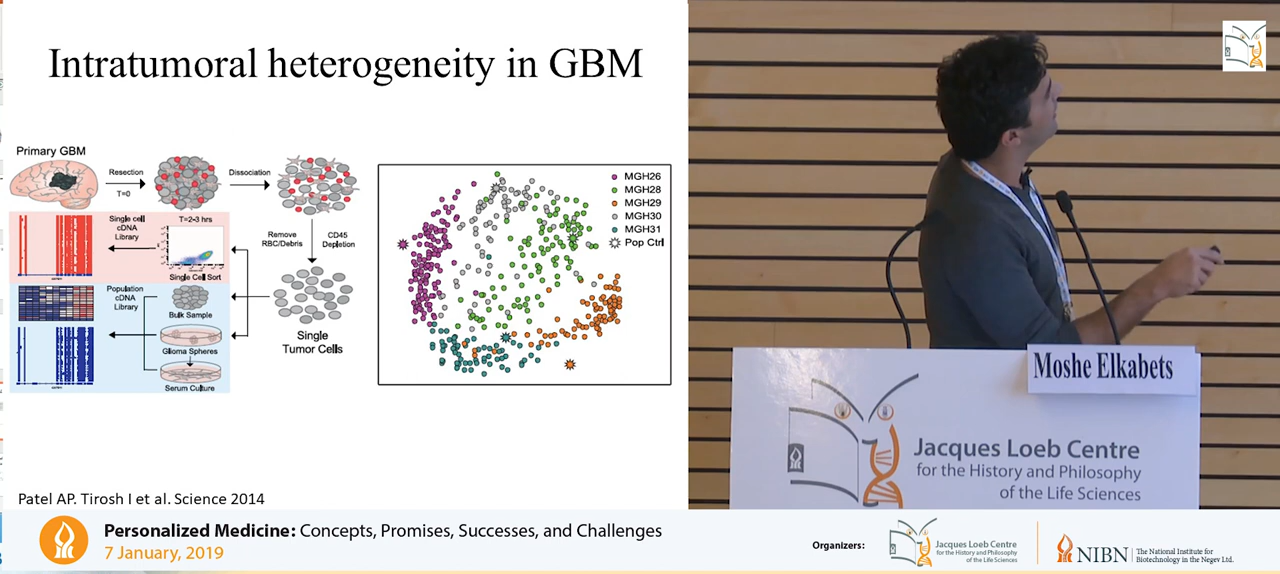 Intratumoral heterogeneity in GBM
Primary GBM
Resection
T=0
Dissociation
Single cell
cDNA
Library
T=2-3 hrs
Single Cell Sort
Remove
RBC/Debris
CD45
Depletion
Population
cDNA
Library
Bulk Sample
Glioma Spheres
Serum Culture
Single
Tumor Cells
MGH26
MGH28
MGH29
MGH30
MGH31
Pop Ctrl
Patel AP. Tirosh I et al. Science 2014
Moshe Elkabets
Jacques Loeb Centre
for the History and Philosophy
of the Life Sciences
Personalized Medicine: Concepts, Promises, Successes, and Challenges
7 January, 2019
Organizers:
Jacques Loeb Centre
for the History and Philosophy
of the Life Sciences
NIBN
The National Institute for
Biotechnology in the Negev Ltd.